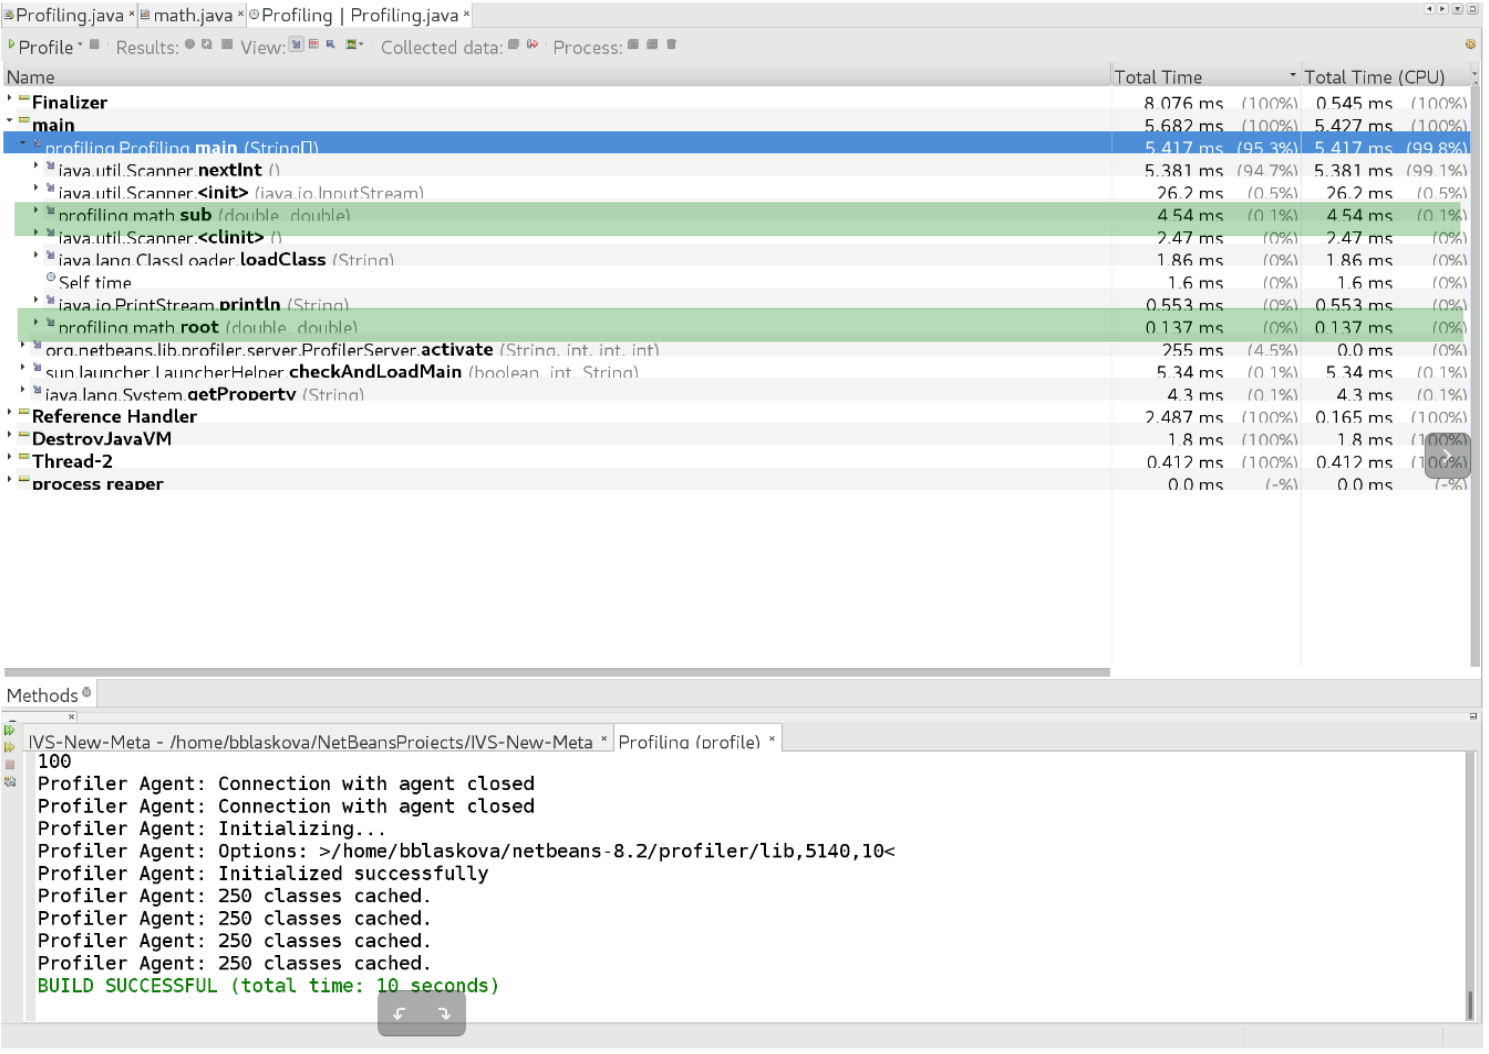 Profiling.java × math.java × Profiling | Profiling.java ×
Profile Results: View: Collected data: Process:
Name Total Time Total Time (CPU)
Finalizer 8.076 ms (100%) 0.545 ms (100%)
main 5.682 ms (100%) 5.427 ms (100%)
profiling.Profiling.main (String[]) 5.417 ms (95.3%) 5.417 ms (99.8%)
java.util.Scanner.nextInt () 5.381 ms (94.7%) 5.381 ms (99.1%)
java.util.Scanner.<init> (java.io.InputStream) 26.2 ms (0.5%) 26.2 ms (0.5%)
profiling.math.sub (double, double) 4.54 ms (0.1%) 4.54 ms (0.1%)
java.util.Scanner.<clinit> () 2.47 ms (0%) 2.47 ms (0%)
java.lang.ClassLoader.loadClass (String) 1.86 ms (0%) 1.86 ms (0%)
Self time 1.6 ms (0%) 1.6 ms (0%)
java.io.PrintStream.println (String) 0.553 ms (0%) 0.553 ms (0%)
profiling.math.root (double, double) 0.137 ms (0%) 0.137 ms (0%)
org.netbeans.lib.profiler.server.ProfilerServer.activate (String, int, int, int) 255 ms (4.5%) 0.0 ms (0%)
sun.launcher.LauncherHelper.checkAndLoadMain (boolean, int, String) 5.34 ms (0.1%) 5.34 ms (0.1%)
java.lang.System.getProperty (String) 4.3 ms (0.1%) 4.3 ms (0.1%)
Reference Handler 2.487 ms (100%) 0.165 ms (100%)
DestroyJavaVM 1.8 ms (100%) 1.8 ms (100%)
Thread-2 0.412 ms (100%) 0.412 ms (100%)
process reaper 0.0 ms (-%) 0.0 ms (-%)
Methods
IVS-New-Meta - /home/bblaskova/NetBeansProjects/IVS-New-Meta × Profiling (profile) ×
100
Profiler Agent: Connection with agent closed
Profiler Agent: Connection with agent closed
Profiler Agent: Initializing...
Profiler Agent: Options: >/home/bblaskova/netbeans-8.2/profiler/lib,5140,10<
Profiler Agent: Initialized successfully
Profiler Agent: 250 classes cached.
Profiler Agent: 250 classes cached.
Profiler Agent: 250 classes cached.
Profiler Agent: 250 classes cached.
BUILD SUCCESSFUL (total time: 10 seconds)